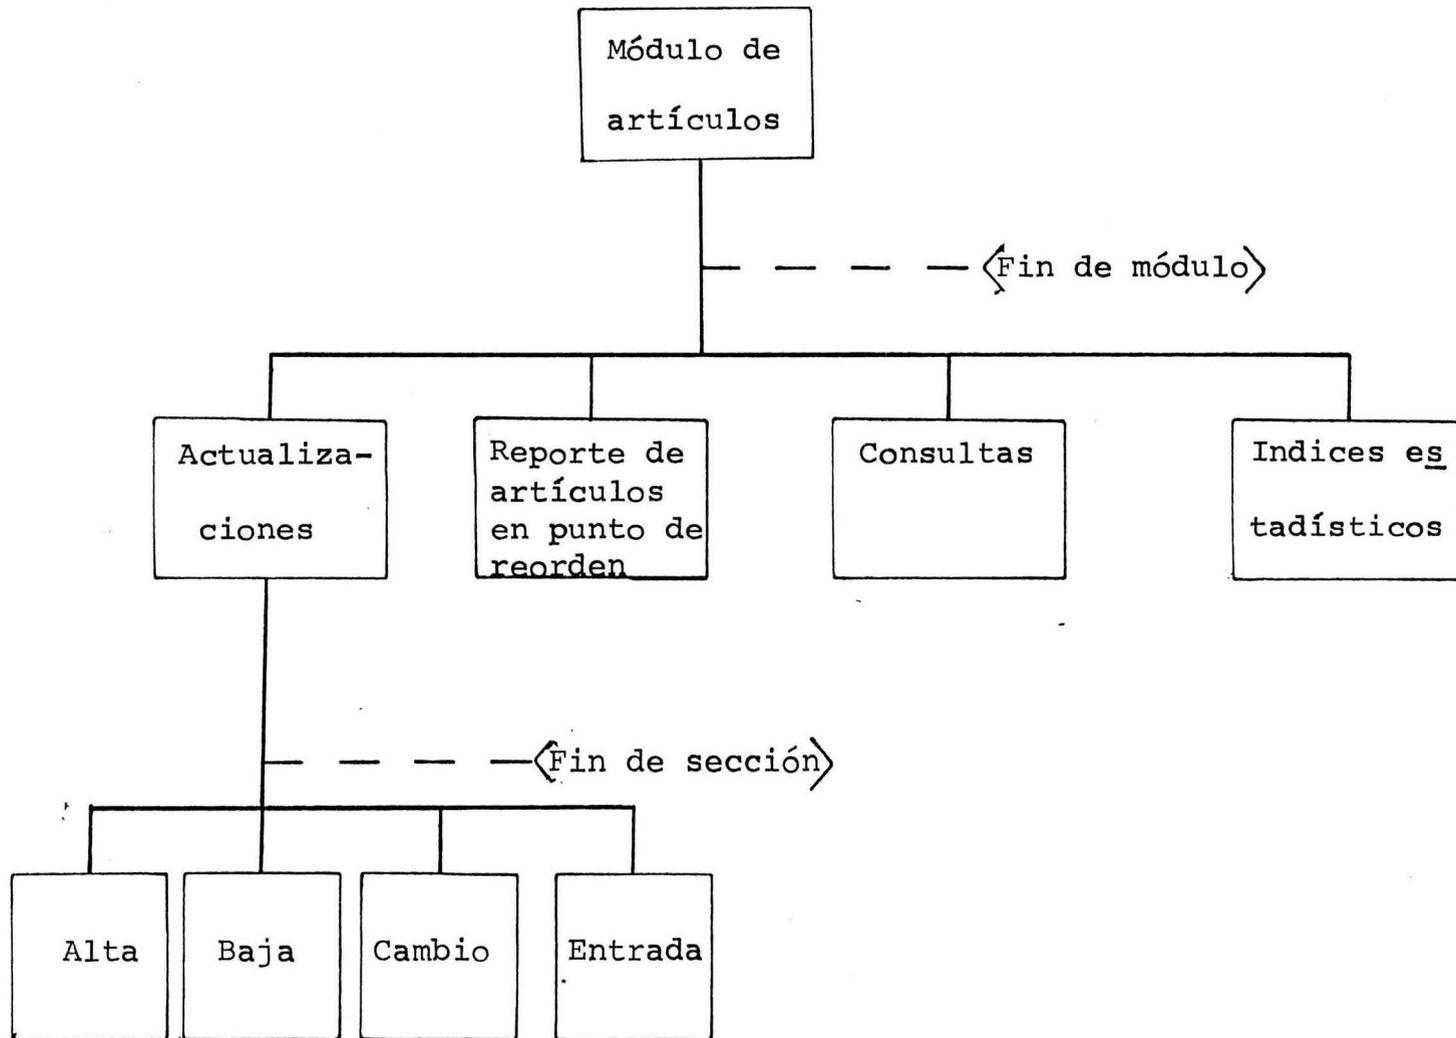 Módulo de
artículos
<Fin de módulo>
Actualiza-
ciones
Reporte de
artículos
en punto de
reorden
Consultas
Indices es
tadísticos
<Fin de sección>
Alta
Baja
Cambio
Entrada